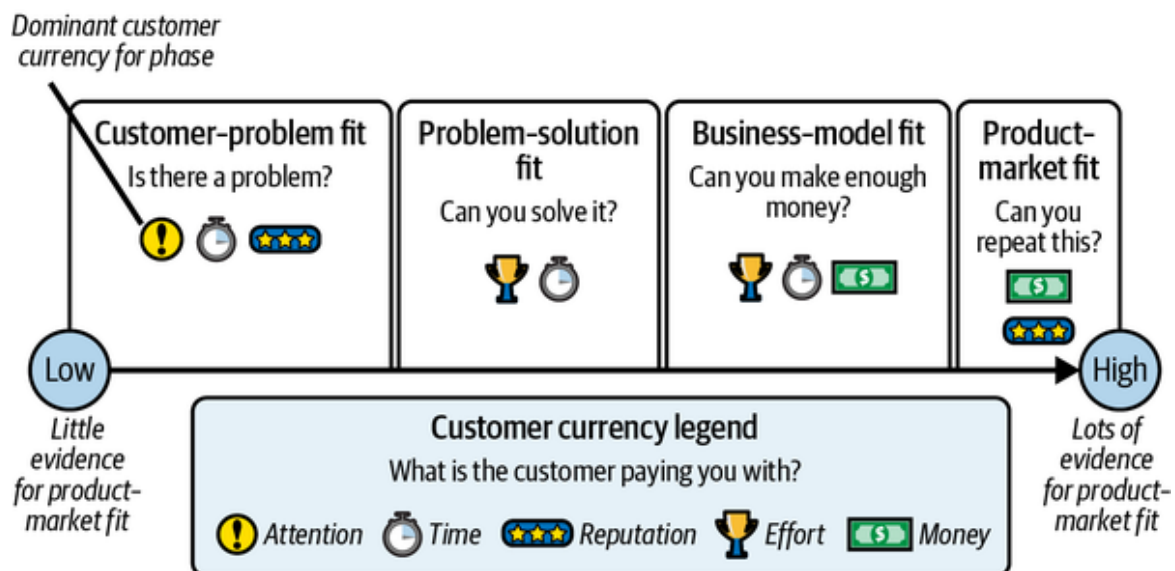 Dominant customer
currency for phase
Customer-problem fit
Is there a problem?
Problem-solution
fit
Can you solve it?
Business-model fit
Can you make enough
money?
Product-
market fit
Can you
repeat this?
Low
High
Little
evidence
for product-
market fit
Lots of
evidence
for product-
market fit
Customer currency legend
What is the customer paying you with?
! Attention
Time
Reputation
Effort
$ Money